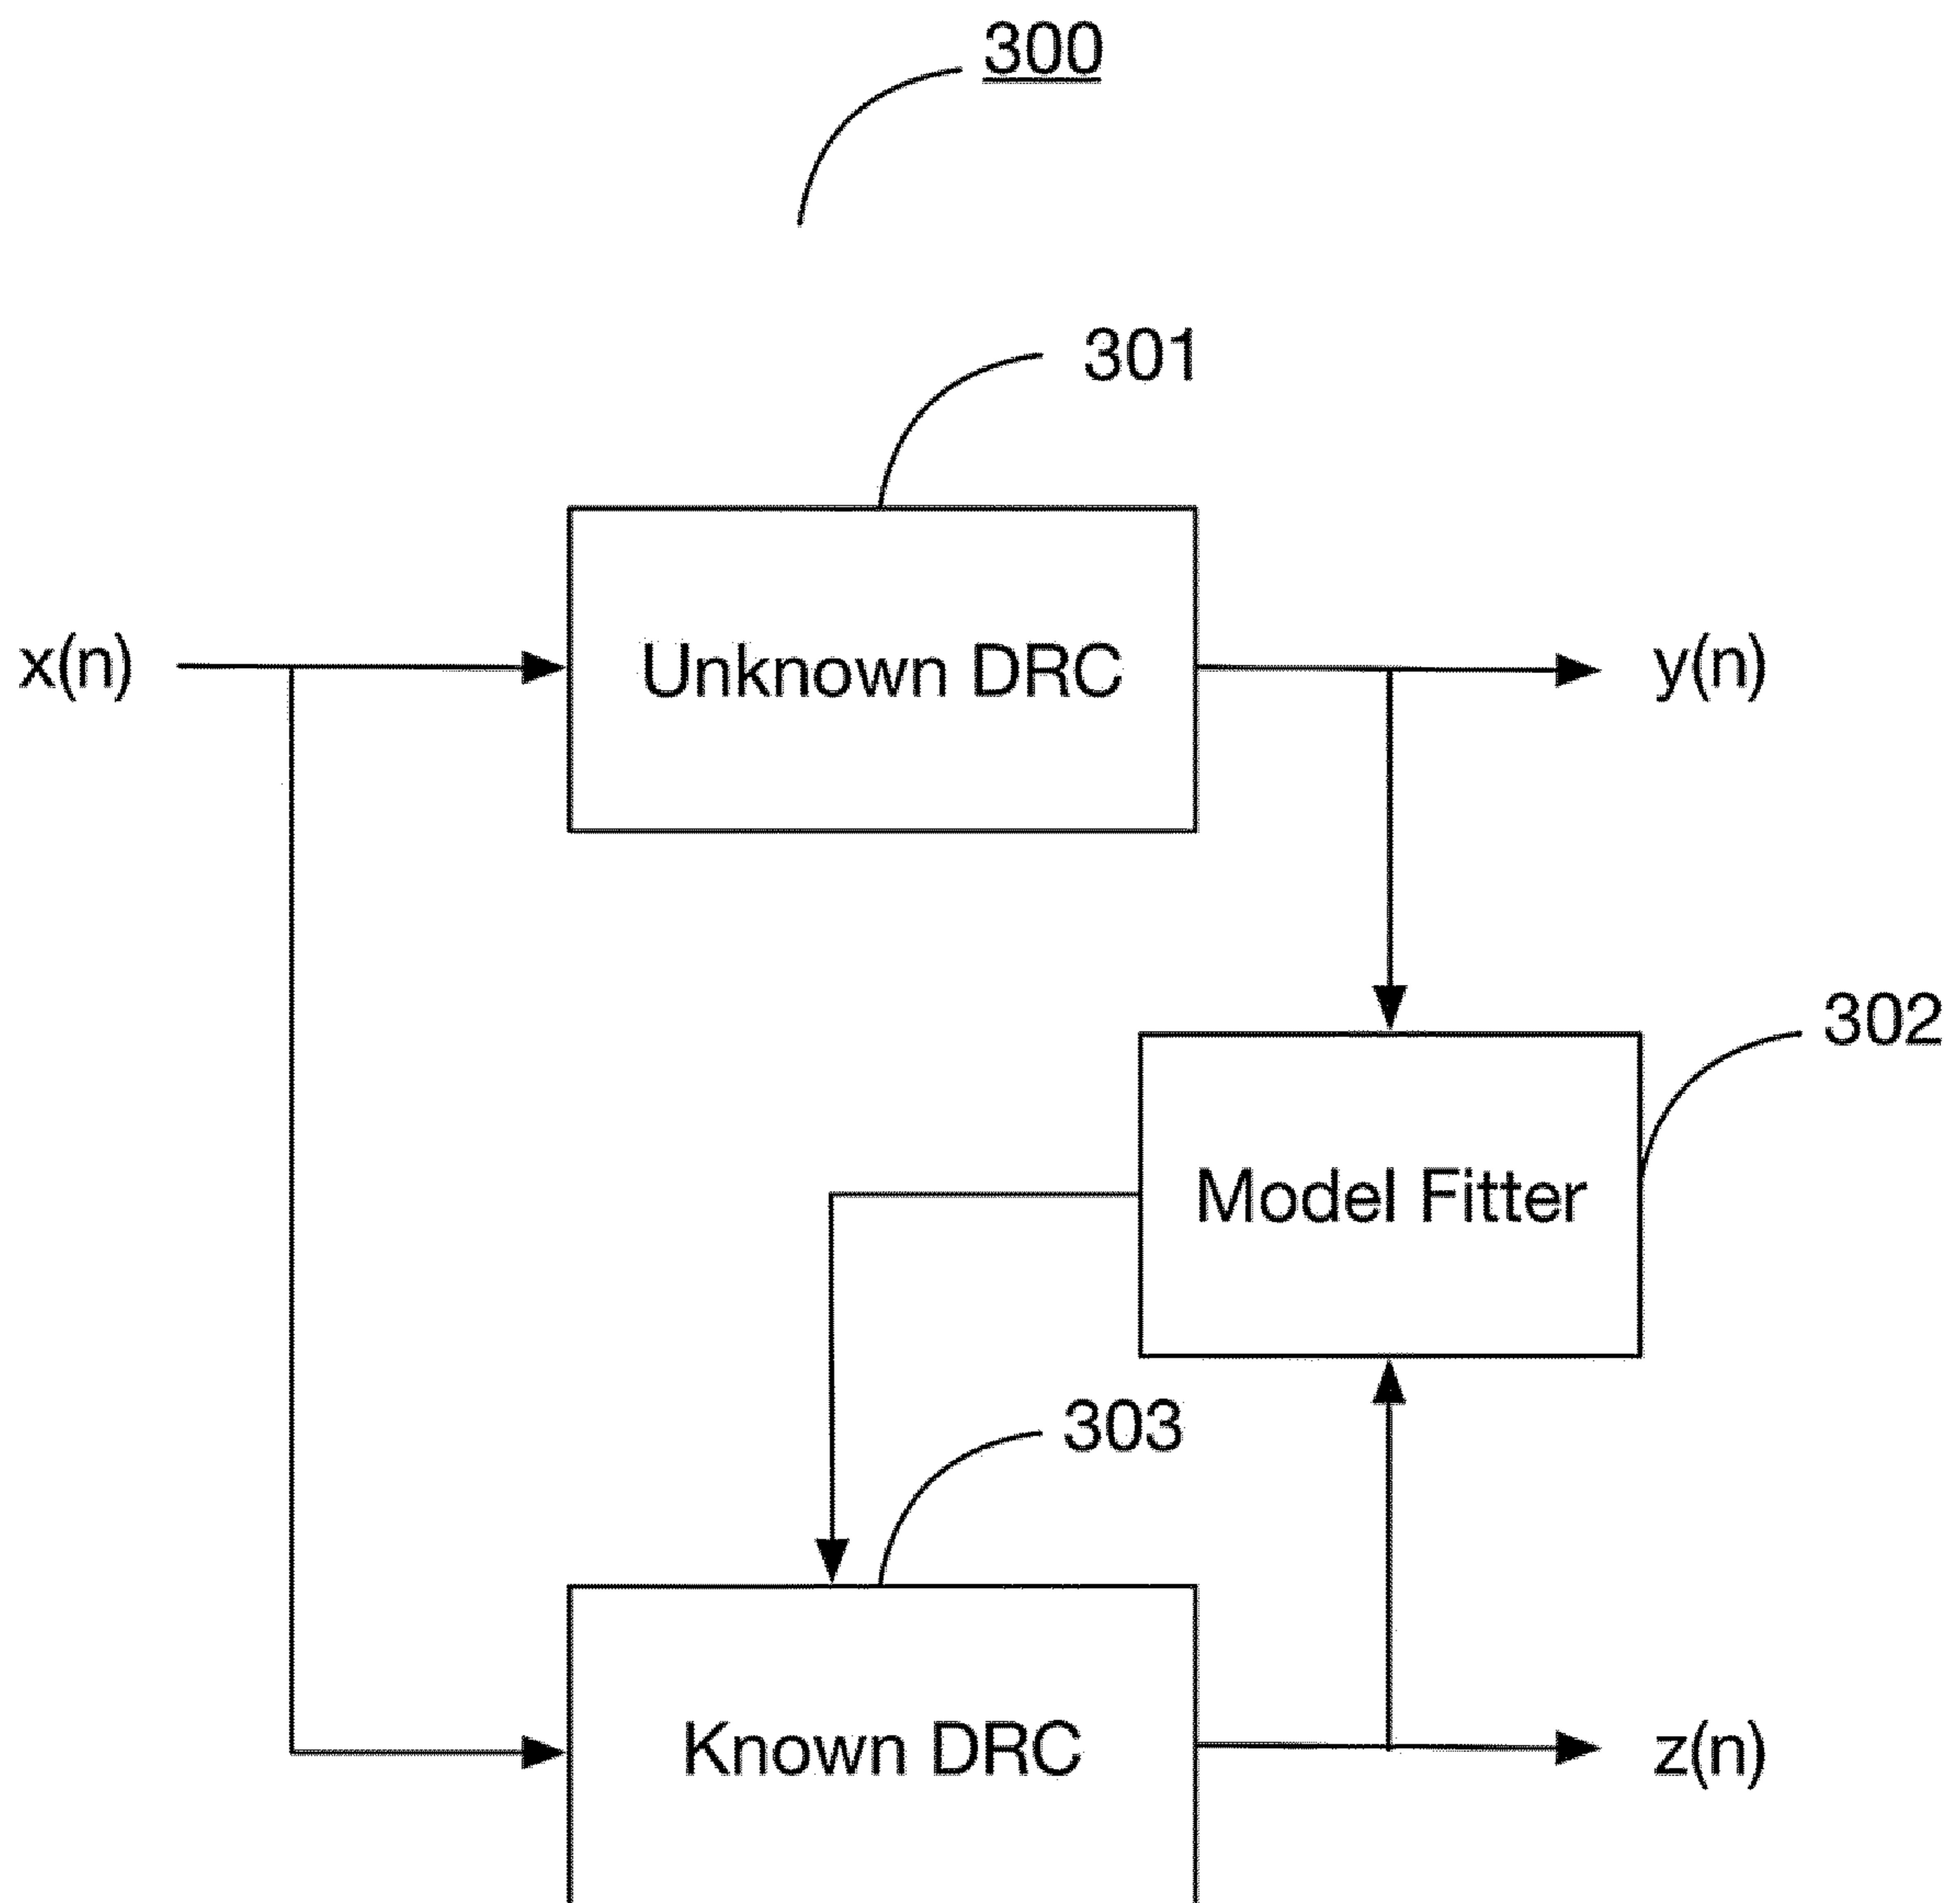 300
301
x(n)
Unknown DRC
y(n)
302
Model Fitter
303
Known DRC
z(n)